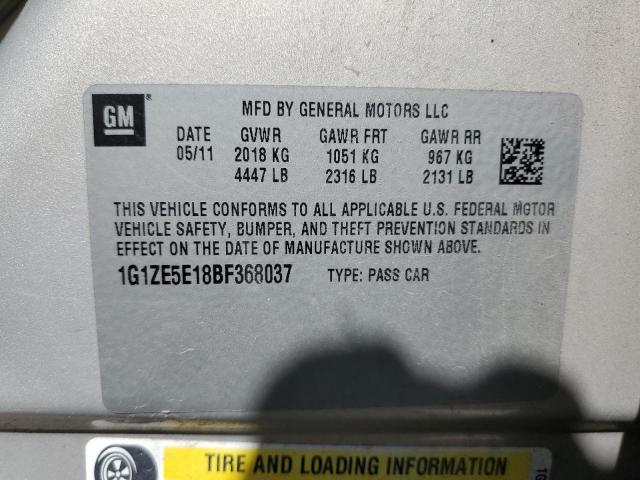 GM®
MFD BY GENERAL MOTORS LLC
DATE GVWR GAWR FRT GAWR RR
05/11 2018 KG 1051 KG 967 KG
4447 LB 2316 LB 2131 LB
THIS VEHICLE CONFORMS TO ALL APPLICABLE U.S. FEDERAL MOTOR
VEHICLE SAFETY, BUMPER, AND THEFT PREVENTION STANDARDS IN
EFFECT ON THE DATE OF MANUFACTURE SHOWN ABOVE.
1G1ZE5E18BF368037 TYPE: PASS CAR
TIRE AND LOADING INFORMATION